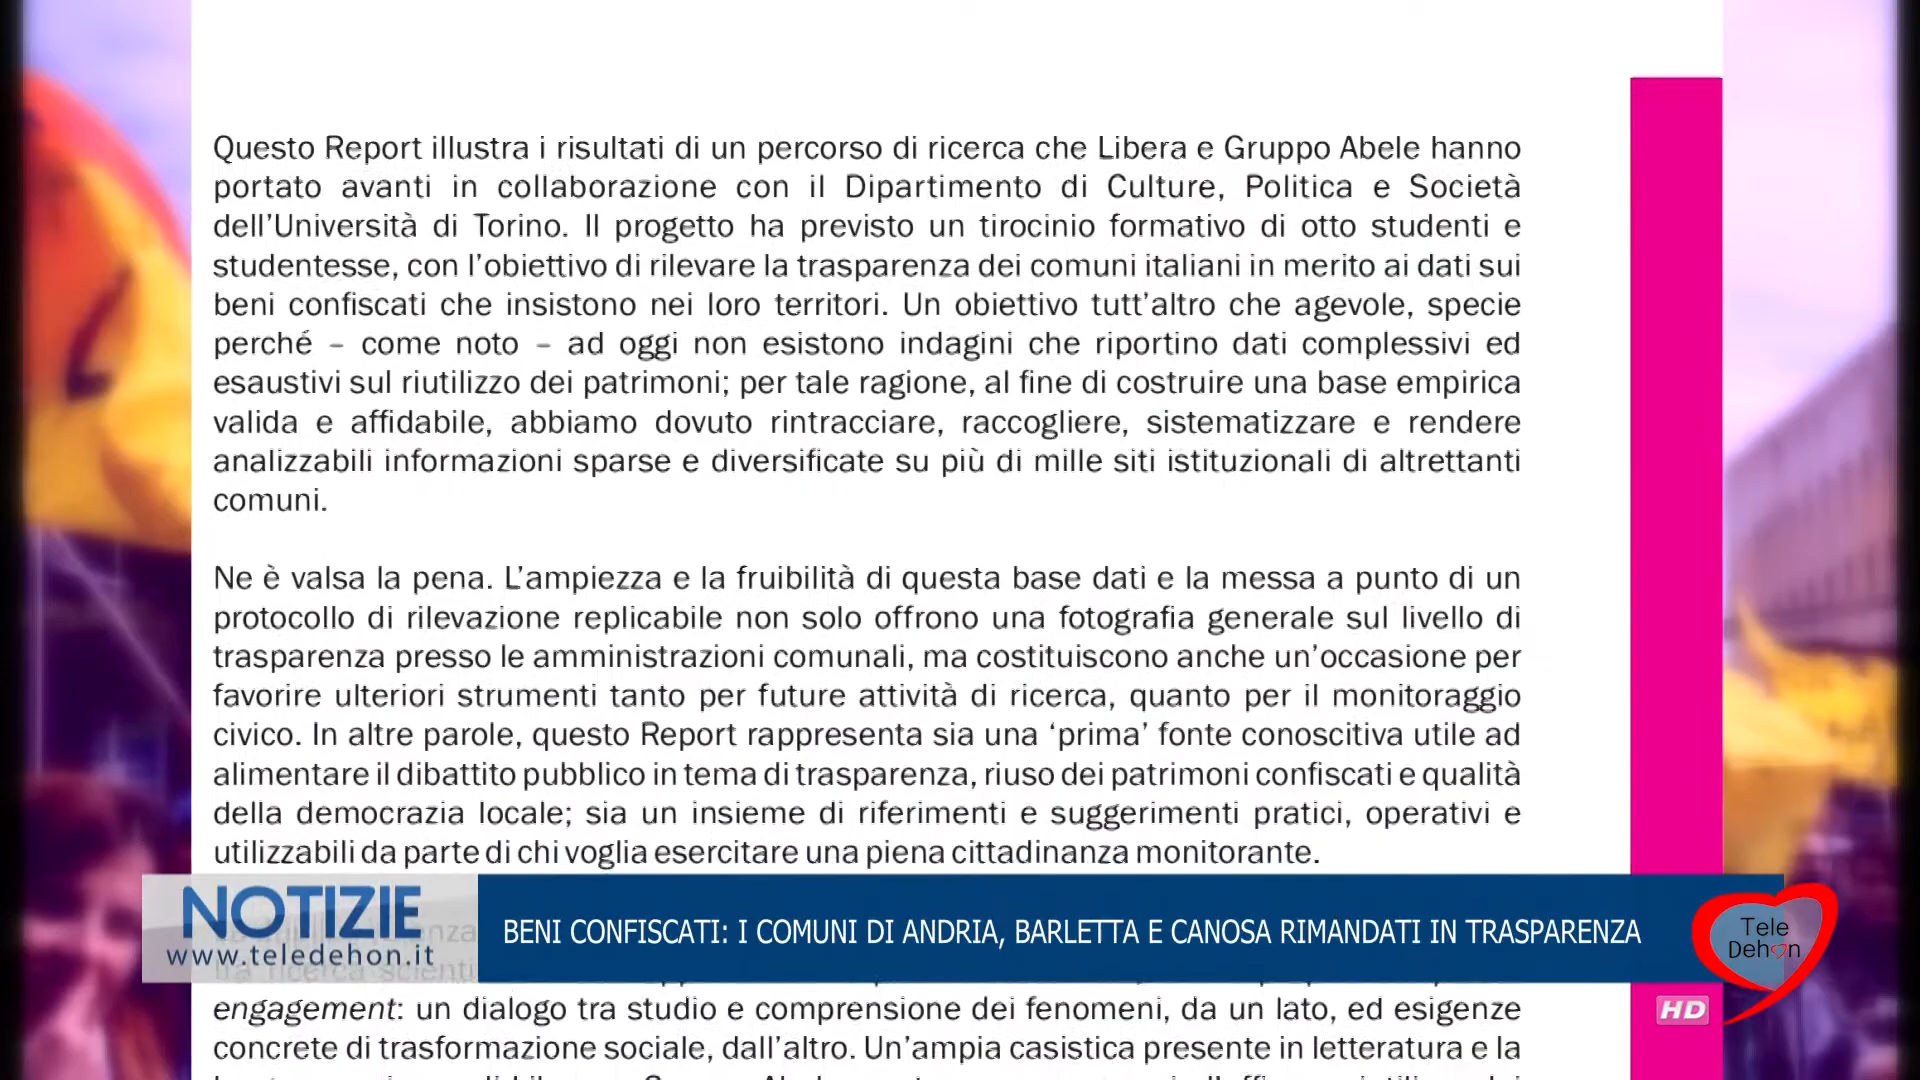 Questo Report illustra i risultati di un percorso di ricerca che Libera e Gruppo Abele hanno
portato avanti in collaborazione con il Dipartimento di Culture, Politica e Società
dell’Università di Torino. Il progetto ha previsto un tirocinio formativo di otto studenti e
studentesse, con l’obiettivo di rilevare la trasparenza dei comuni italiani in merito ai dati sui
beni confiscati che insistono nei loro territori. Un obiettivo tutt’altro che agevole, specie
perché – come noto – ad oggi non esistono indagini che riportino dati complessivi ed
esaustivi sul riutilizzo dei patrimoni; per tale ragione, al fine di costruire una base empirica
valida e affidabile, abbiamo dovuto rintracciare, raccogliere, sistematizzare e rendere
analizzabili informazioni sparse e diversificate su più di mille siti istituzionali di altrettanti
comuni.
Ne è valsa la pena. L’ampiezza e la fruibilità di questa base dati e la messa a punto di un
protocollo di rilevazione replicabile non solo offrono una fotografia generale sul livello di
trasparenza presso le amministrazioni comunali, ma costituiscono anche un’occasione per
favorire ulteriori strumenti tanto per future attività di ricerca, quanto per il monitoraggio
civico. In altre parole, questo Report rappresenta sia una ‘prima’ fonte conoscitiva utile ad
alimentare il dibattito pubblico in tema di trasparenza, riuso dei patrimoni confiscati e qualità
della democrazia locale; sia un insieme di riferimenti e suggerimenti pratici, operativi e
utilizzabili da parte di chi voglia esercitare una piena cittadinanza monitorante.
NOTIZIE
www.teledehon.it
BENI CONFISCATI: I COMUNI DI ANDRIA, BARLETTA E CANOSA RIMANDATI IN TRASPARENZA
Tele
Dehon
HD
engagement: un dialogo tra studio e comprensione dei fenomeni, da un lato, ed esigenze
concrete di trasformazione sociale, dall’altro. Un’ampia casistica presente in letteratura e la